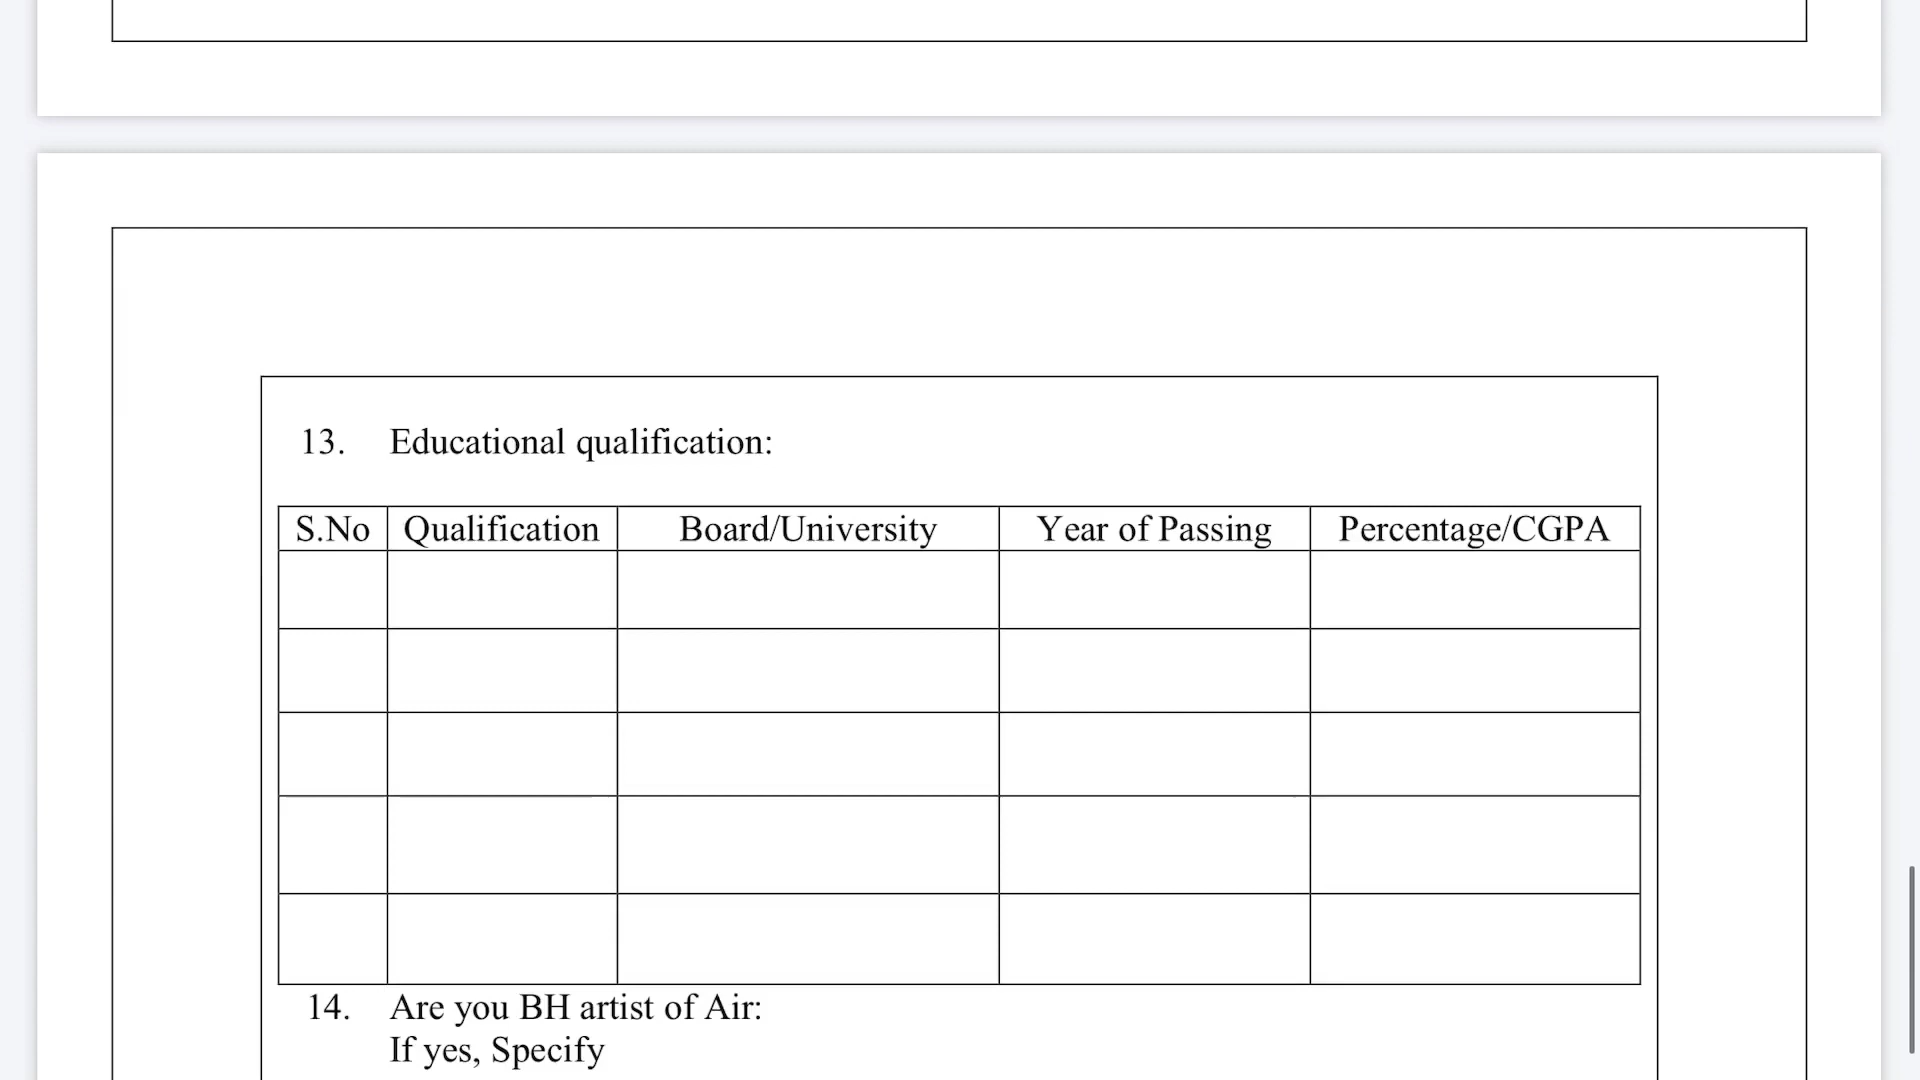 13. Educational qualification:
S.No Qualification Board/University Year of Passing Percentage/CGPA
14. Are you BH artist of Air:
If yes, Specify